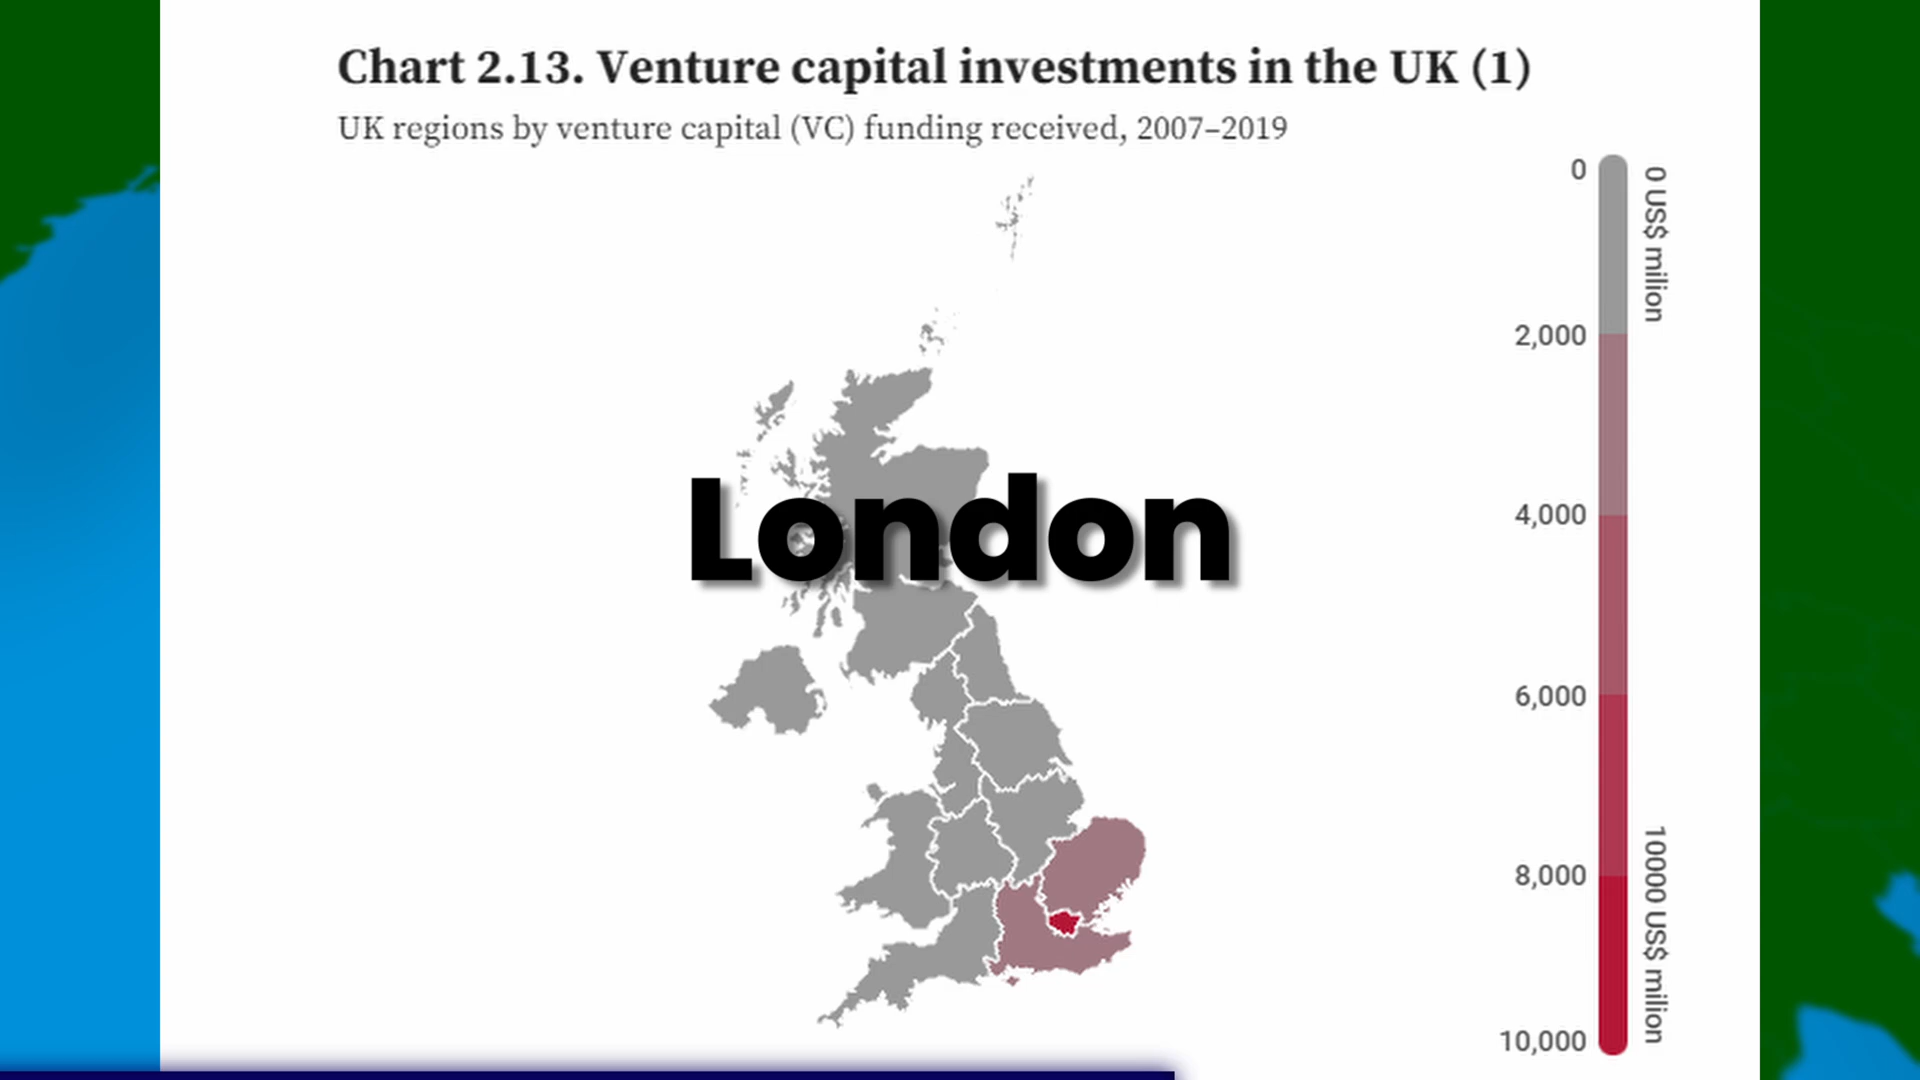 Chart 2.13. Venture capital investments in the UK (1)
UK regions by venture capital (VC) funding received, 2007–2019
0
0 US$ milion
2,000
4,000
London
6,000
8,000
10000 US$ milion
10,000